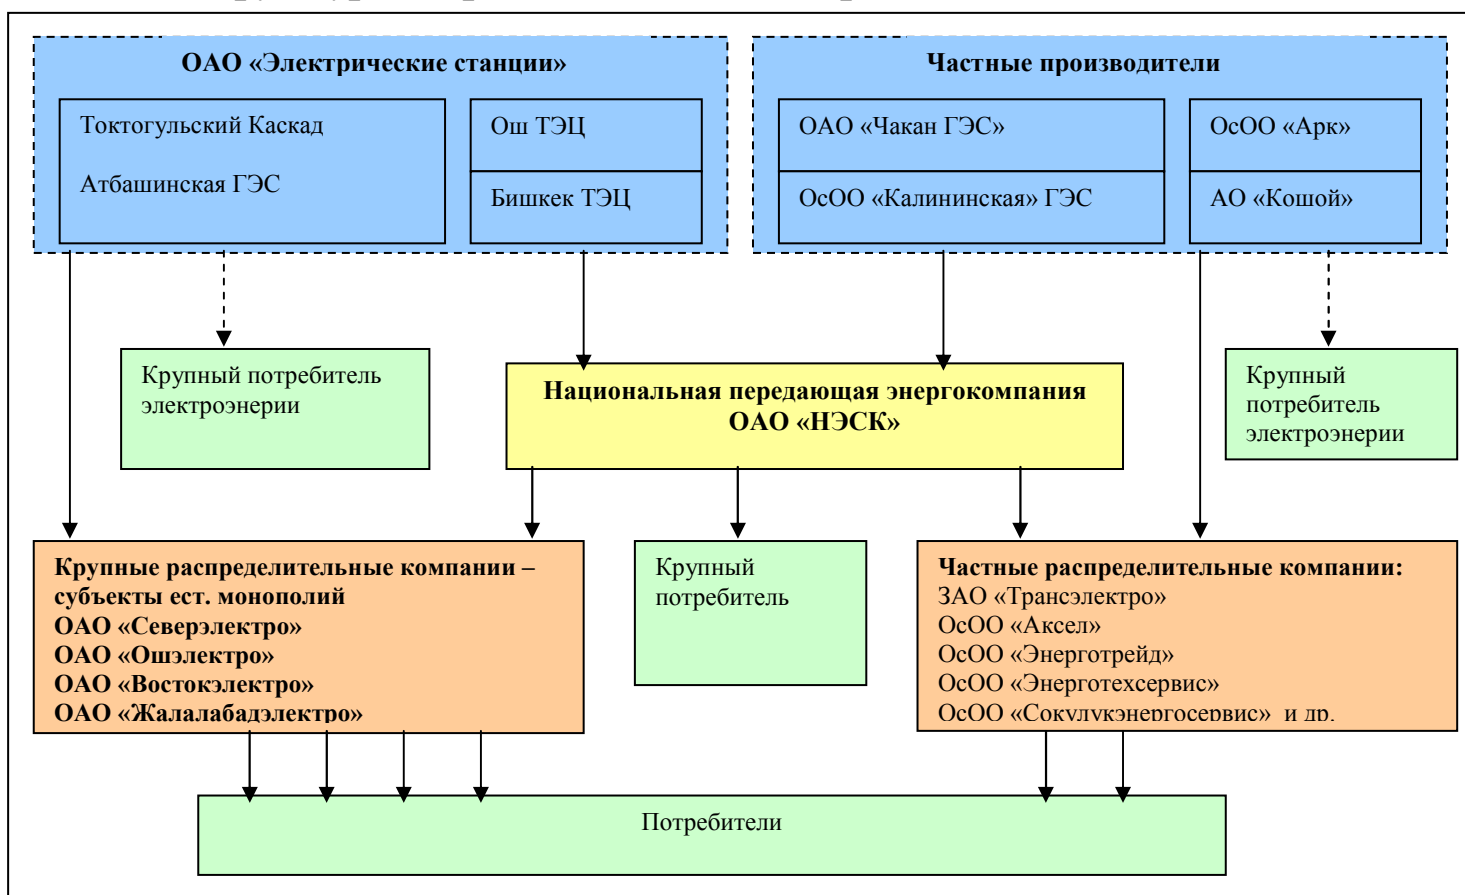 ОАО «Электрические станции»
Токтогульский Каскад
Атбашинская ГЭС
Ош ТЭЦ
Бишкек ТЭЦ
Частные производители
ОАО «Чакан ГЭС»
ОсОО «Калининская» ГЭС
ОсОО «Арк»
АО «Кошой»
Крупный потребитель
электроэнерии
Национальная передающая энергокомпания
ОАО «НЭСК»
Крупный
потребитель
электроэнерии
Крупные распределительные компании –
субъекты ест. монополий
ОАО «Северэлектро»
ОАО «Ошэлектро»
ОАО «Востокэлектро»
ОАО «Жалалабадэлектро»
Крупный
потребитель
Частные распределительные компании:
ЗАО «Трансэлектро»
ОсОО «Аксел»
ОсОО «Энерготрейд»
ОсОО «Энерготехсервис»
ОсОО «Сокулукэнергосервис» и др.
Потребители